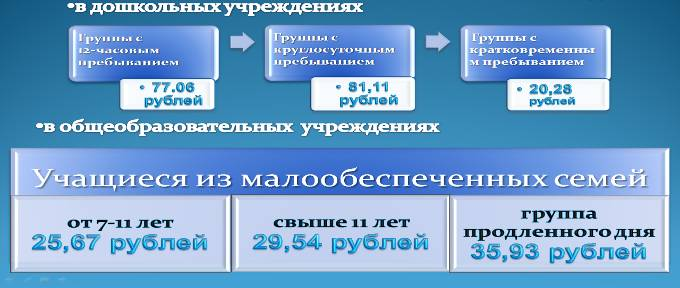 •в дошкольных учреждениях
Группы с
12-часовым
пребыванием
• 77.06
рублей
Группы с
круглосуточным
пребыванием
• 81,11
рублей
Группы с
кратковременны
м пребыванием
• 20,28
рублей
•в общеобразовательных учреждениях
Учащиеся из малообеспеченных семей
от 7-11 лет
25,67 рублей
свыше 11 лет
29,54 рублей
группа
продленного дня
35,93 рублей